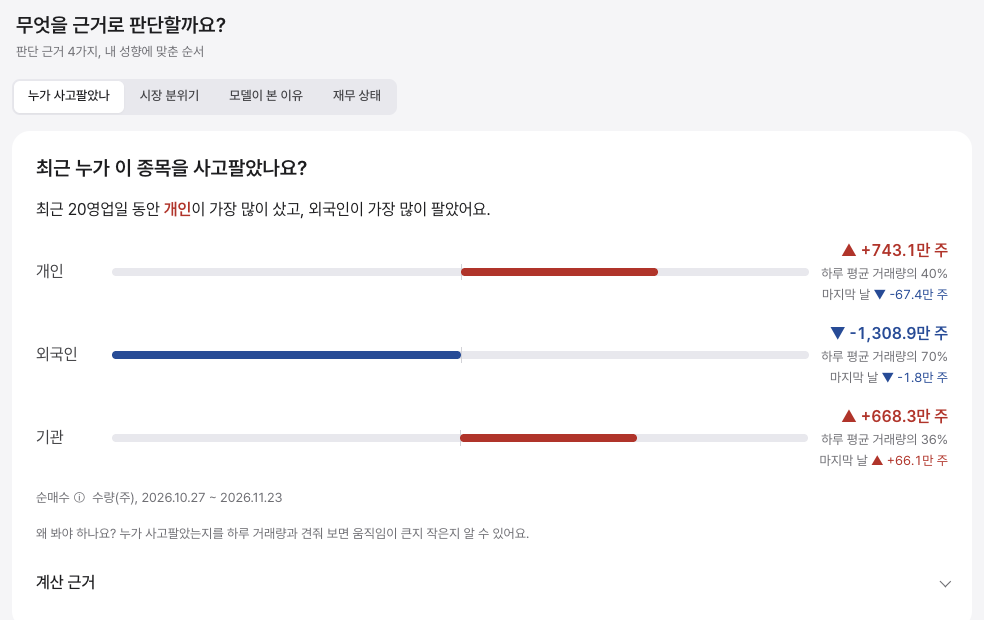 무엇을 근거로 판단할까요?
판단 근거 4가지, 내 성향에 맞춘 순서
누가 사고팔았나 시장 분위기 모델이 본 이유 재무 상태
최근 누가 이 종목을 사고팔았나요?
최근 20영업일 동안 개인이 가장 많이 샀고, 외국인이 가장 많이 팔았어요.
개인
▲ +743.1만 주
하루 평균 거래량의 40%
마지막 날 ▼ -67.4만 주
외국인
▼ -1,308.9만 주
하루 평균 거래량의 70%
마지막 날 ▼ -1.8만 주
기관
▲ +668.3만 주
하루 평균 거래량의 36%
마지막 날 ▲ +66.1만 주
순매수 ⓘ 수량(주), 2026.10.27 ~ 2026.11.23
왜 봐야 하나요? 누가 사고팔았는지를 하루 거래량과 견줘 보면 움직임이 큰지 작은지 알 수 있어요.
계산 근거